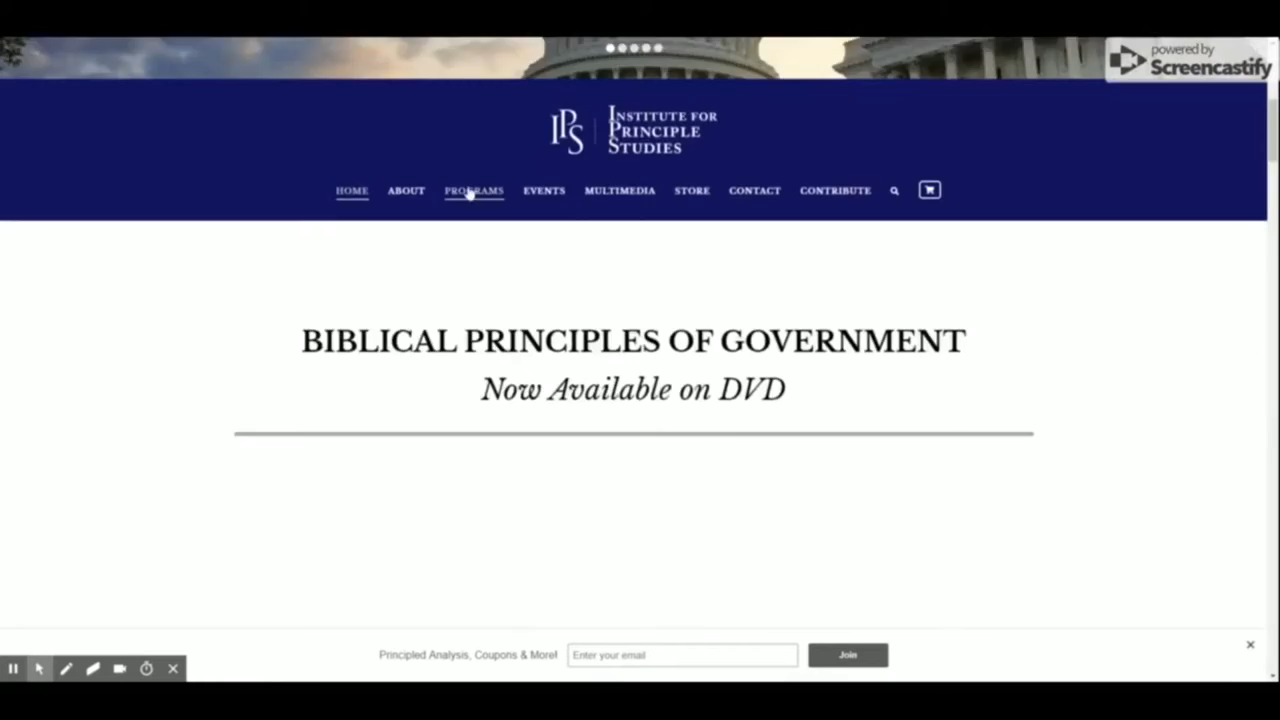 powered by
Screencastify
IPS
INSTITUTE FOR
PRINCIPLE
STUDIES
HOME ABOUT PROGRAMS EVENTS MULTIMEDIA STORE CONTACT CONTRIBUTE
BIBLICAL PRINCIPLES OF GOVERNMENT
Now Available on DVD
Principled Analysis, Coupons & More! Enter your email Join